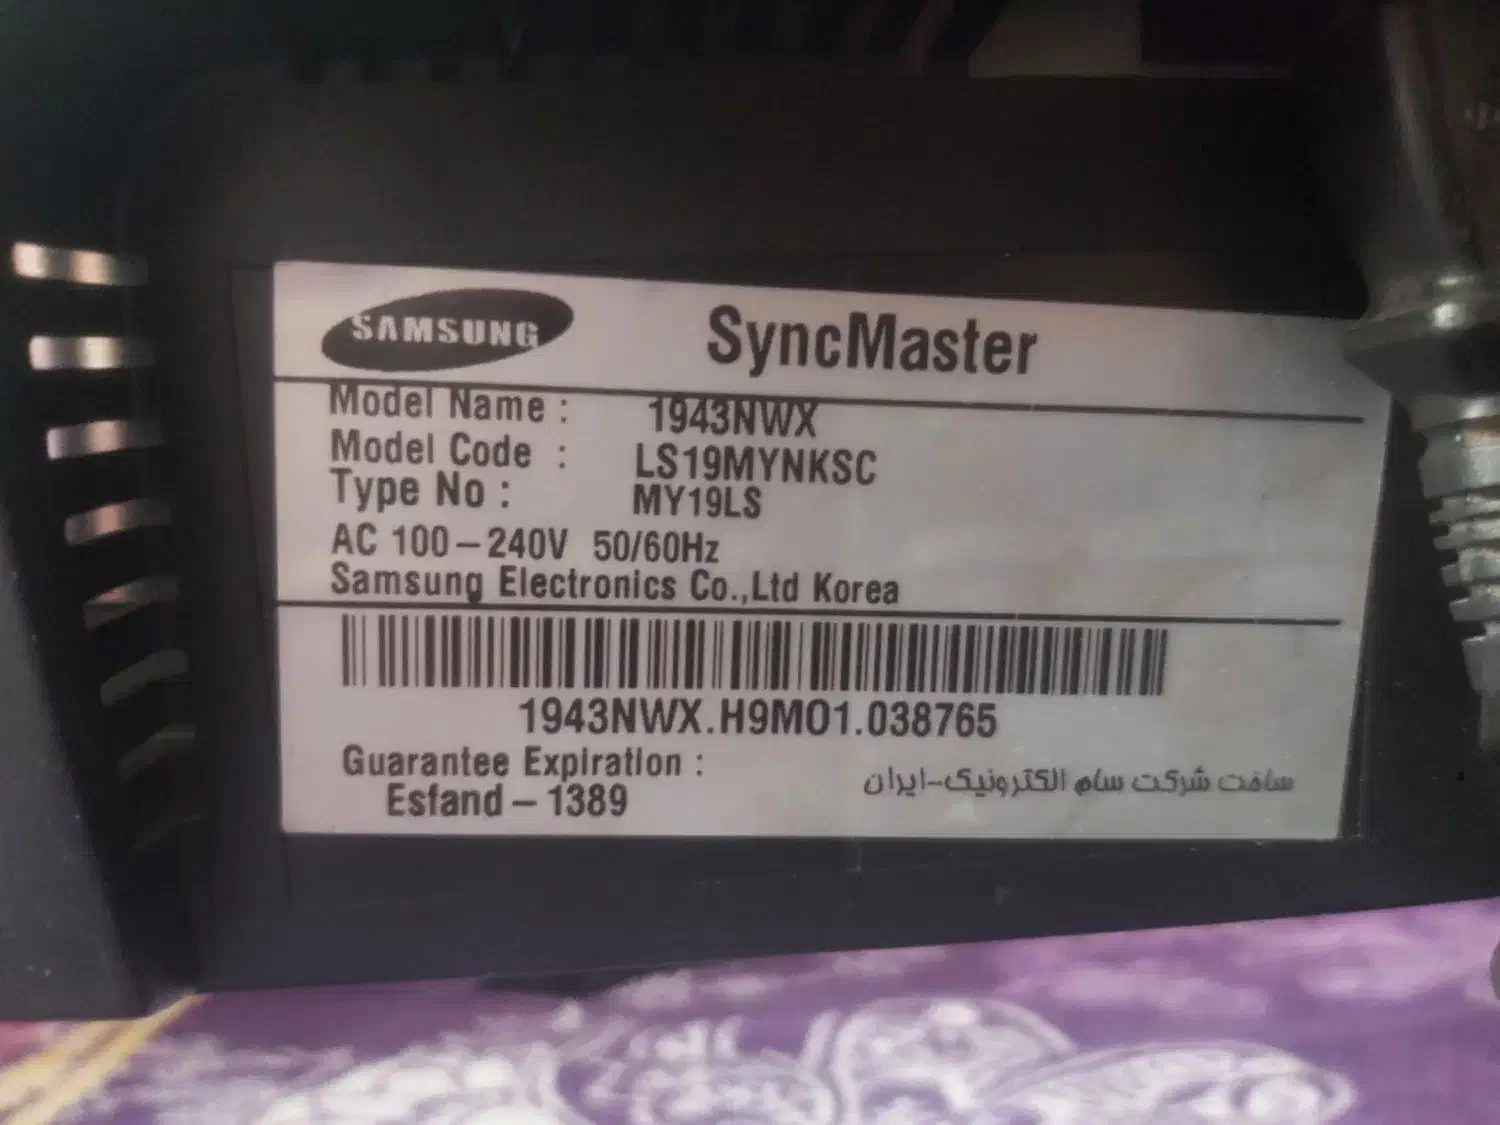 SAMSUNG
SyncMaster
Model Name : 1943NWX
Model Code : LS19MYNKSC
Type No : MY19LS
AC 100-240V 50/60Hz
Samsung Electronics Co.,Ltd Korea
1943NWX.H9MO1.038765
Guarantee Expiration :
Esfand - 1389
ساخت شرکت سام الکترونیک-ایران